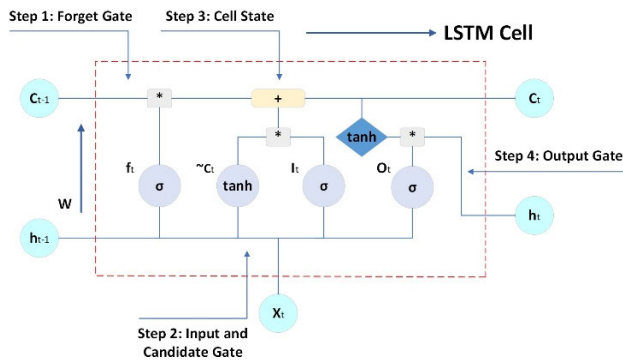 Step 1: Forget Gate
Step 3: Cell State
LSTM Cell
Ct-1
*
+
Ct
tanh
*
*
Step 4: Output Gate
ft
~Ct
It
Ot
σ
tanh
σ
σ
W
ht
ht-1
Xt
Step 2: Input and
Candidate Gate